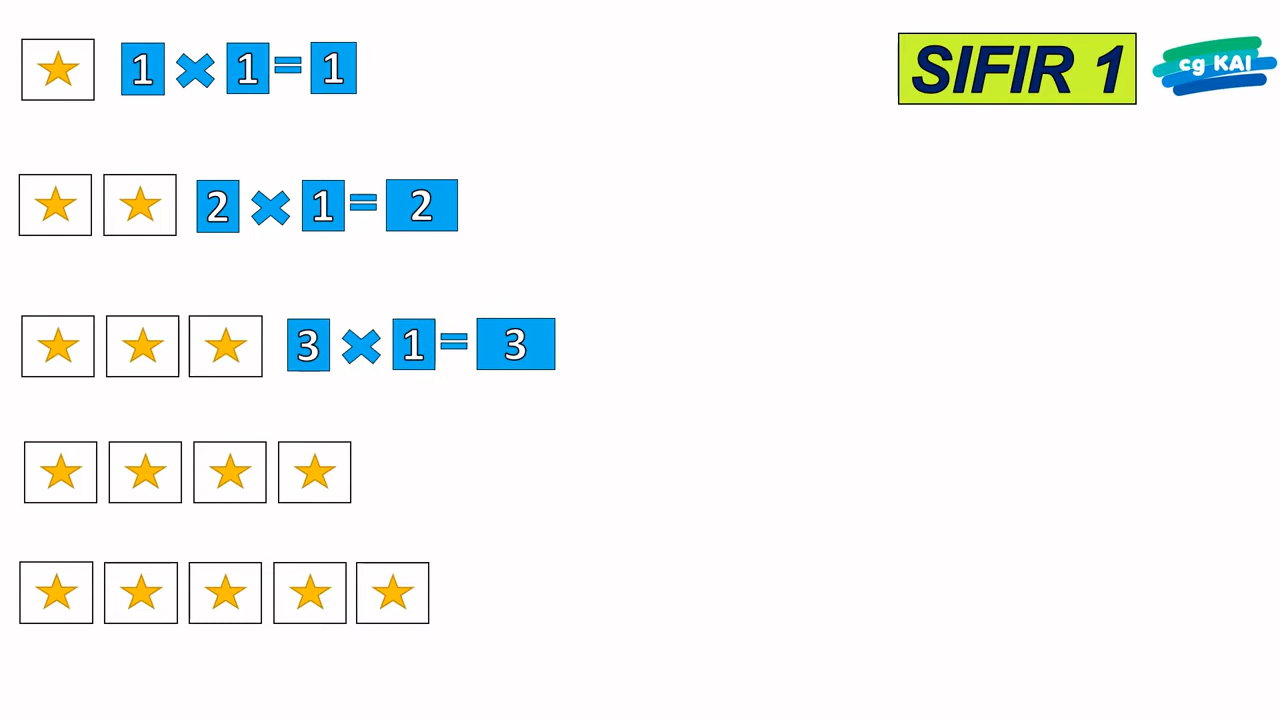 1 × 1 = 1
SIFIR 1
cg KAI
2 × 1 = 2
3 × 1 = 3